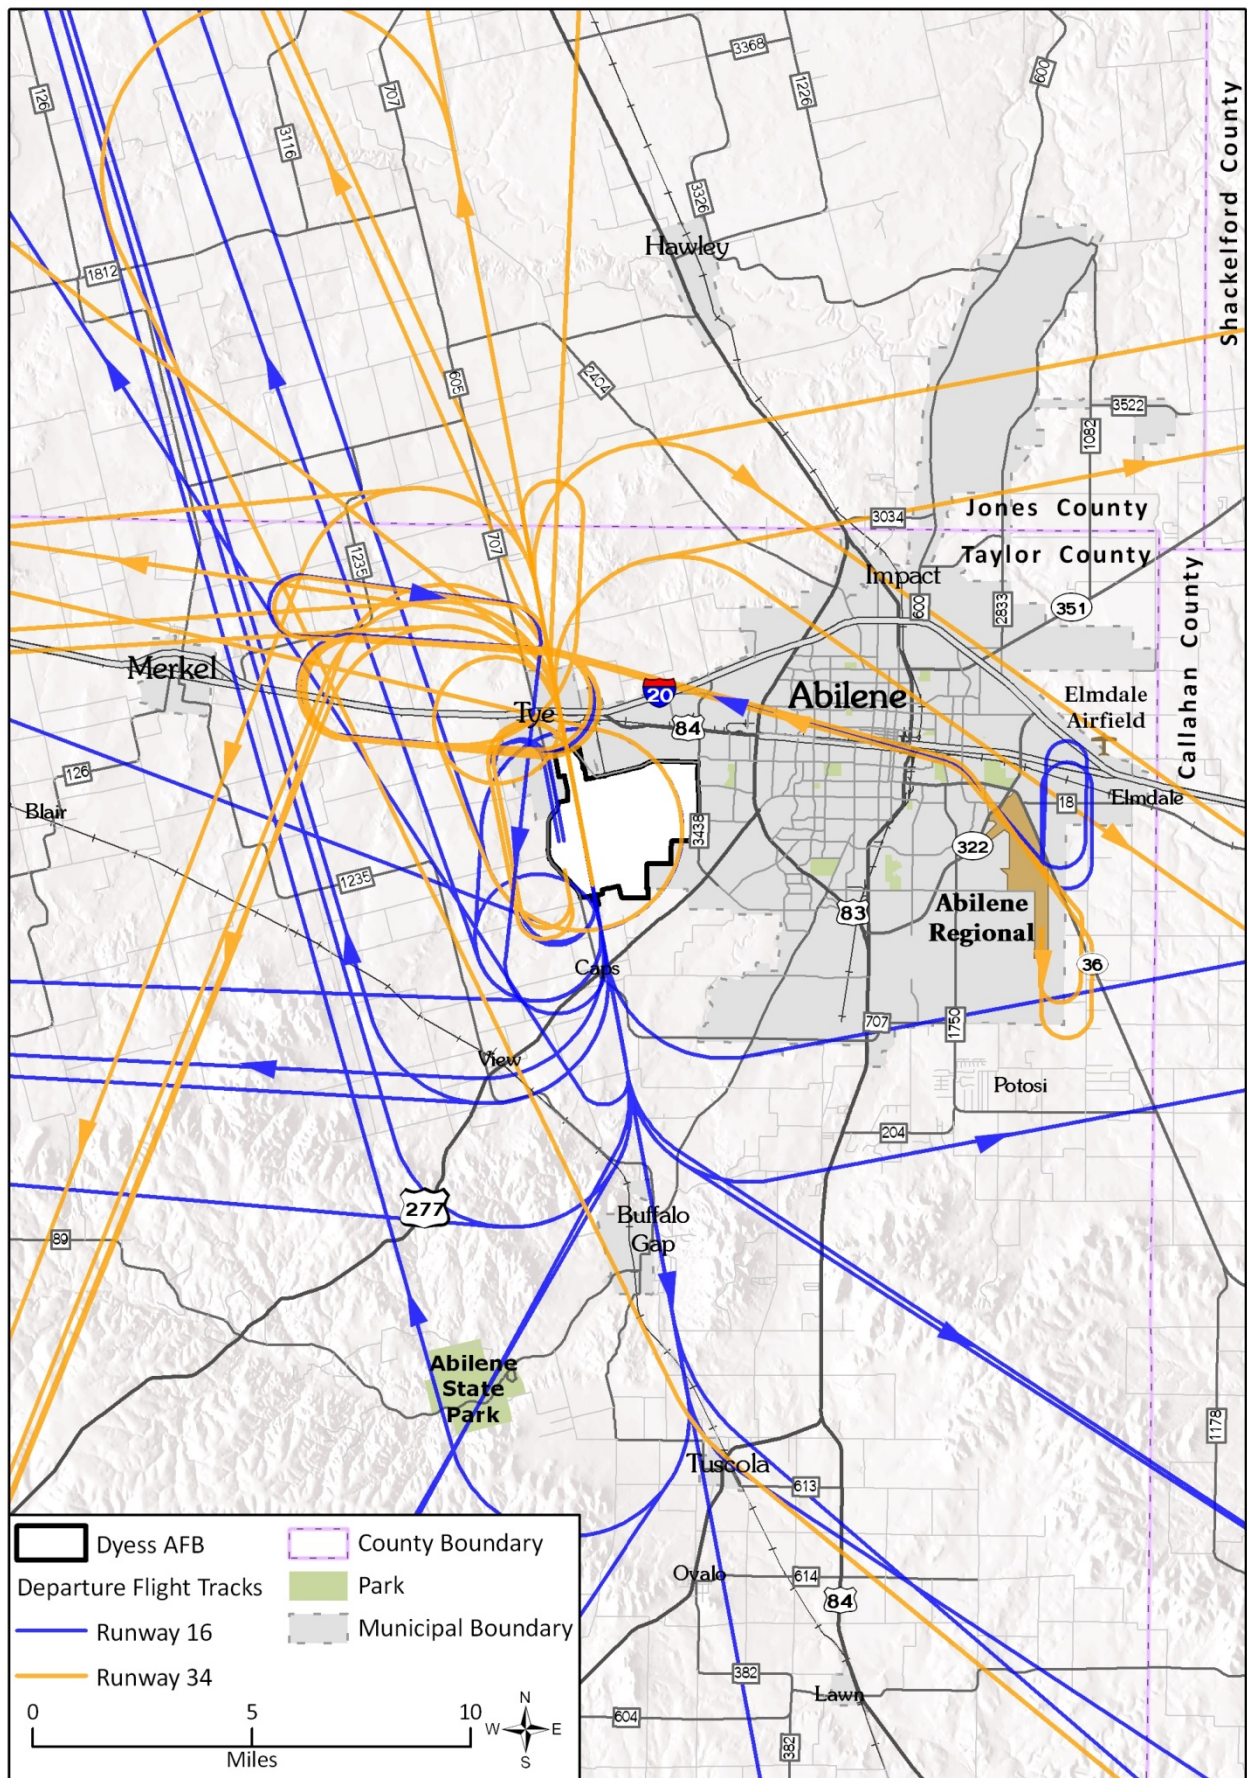 3368
600
126
707
1226
3116
Shackelford County
3326
Hawley
1812
2404
605
3522
1082
3034
Jones County
707
1235
Taylor County
Impact
600
2833
351
Callahan County
Merkel
20
Abilene
Elmdale
Airfield
Tye
84
126
Blair
18
Elmdale
3438
322
1235
83
Abilene
Regional
Caps
36
707
1750
View
Potosi
204
277
Buffalo
Gap
89
Abilene
State
Park
1178
Tuscola
613
Ovalo
614
84
382
Lawn
604
382
Dyess AFB
Departure Flight Tracks
Runway 16
Runway 34
County Boundary
Park
Municipal Boundary
0 5 10
Miles
N
W E
S